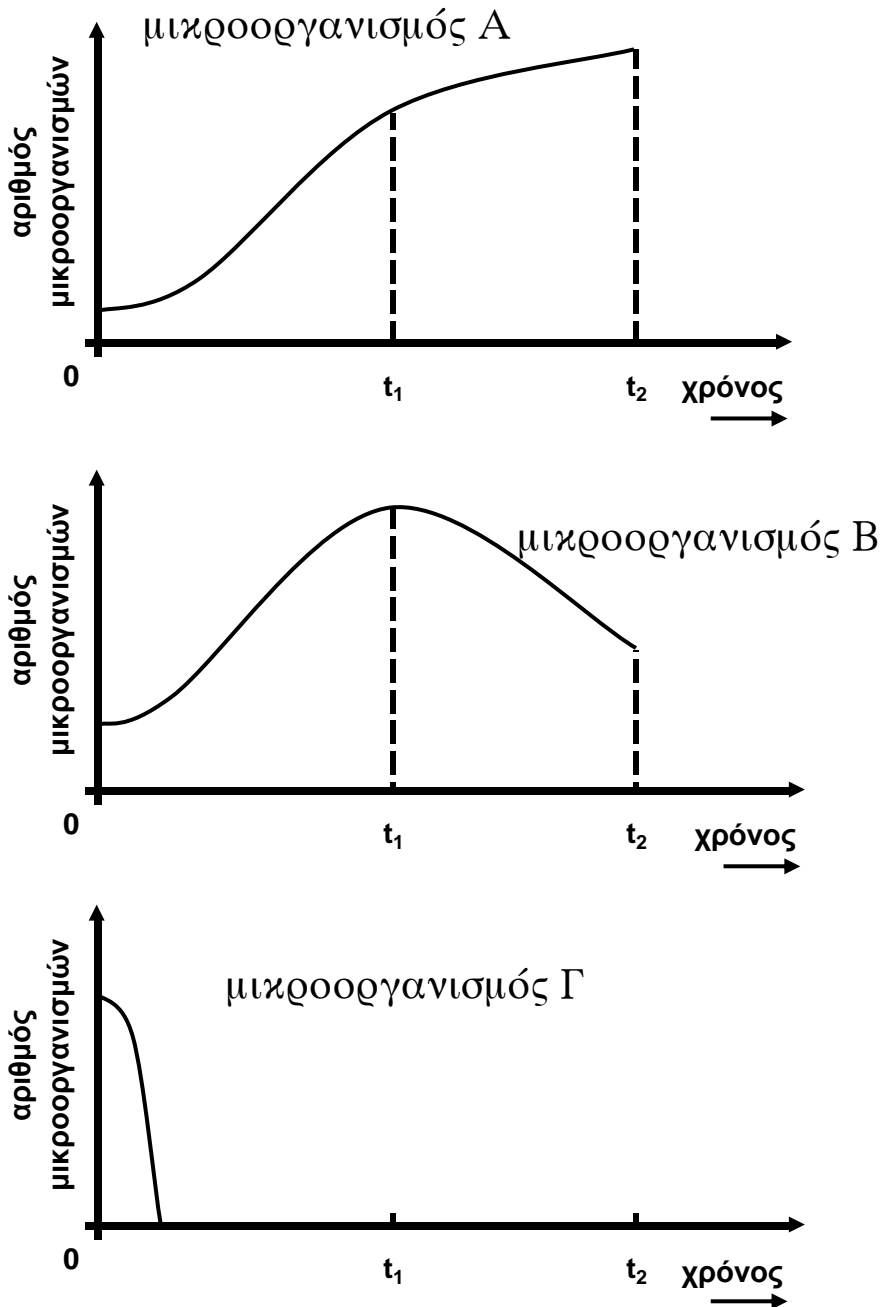 μικροοργανισμός Α
αριθμός
μικροοργανισμών
0
t₁
t₂
χρόνος
μικροοργανισμός Β
αριθμός
μικροοργανισμών
0
t₁
t₂
χρόνος
μικροοργανισμός Γ
αριθμός
μικροοργανισμών
0
t₁
t₂
χρόνος